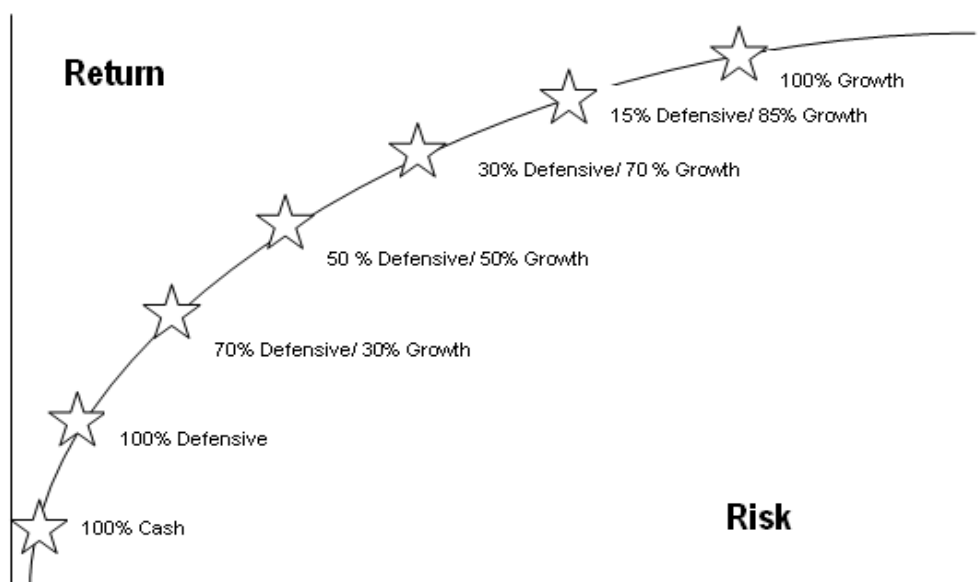 Return
100% Growth
15% Defensive/ 85% Growth
30% Defensive/ 70 % Growth
50 % Defensive/ 50% Growth
70% Defensive/ 30% Growth
100% Defensive
Risk
100% Cash